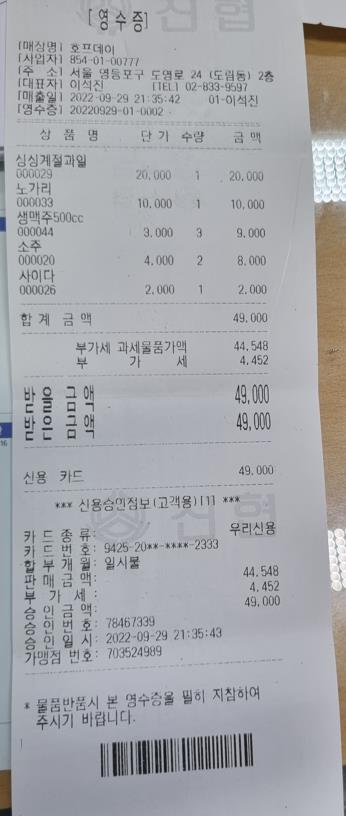 [영수증]
[매장명] 호프데이
[사업자] 854-01-00777
[주 소] 서울 영등포구 도영로 24 (도림동) 2층
[대표자] 이석진 [TEL] 02-833-9597
[매출일] 2022-09-29 21:35:42 01-이석진
[영수증] 20220929-01-0002
상 품 명 단 가 수량 금 액
싱싱계절과일
000029 20,000 1 20,000
노가리
000033 10,000 1 10,000
생맥주500cc
000044 3,000 3 9,000
소주
000020 4,000 2 8,000
사이다
000026 2,000 1 2,000
합 계 금 액 49,000
부가세 과세물품가액 44,548
부 가 세 4,452
받을금액 49,000
받은금액 49,000
신용 카드 49,000
*** 신용승인정보(고객용)[1] ***
카 드 종 류: 우리신용
카 드 번 호: 9425-20**-****-2333
할 부 개 월: 일시불
판 매 금 액: 44,548
부 가 세: 4,452
승 인 금 액: 49,000
승 인 번 호: 78467339
승 인 일 시: 2022-09-29 21:35:43
가맹점 번호: 703524989
* 물품반품시 본 영수증을 필히 지참하여
주시기 바랍니다.
신협
신협